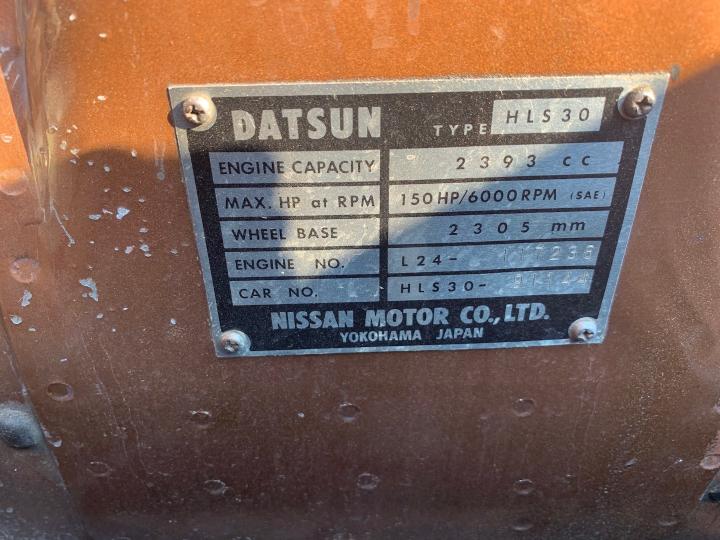 DATSUN TYPE HLS30
ENGINE CAPACITY 2393 CC
MAX. HP at RPM 150HP/6000RPM (SAE)
WHEEL BASE 2305 mm
ENGINE NO. L24-
CAR NO. HLS30-
NISSAN MOTOR CO., LTD.
YOKOHAMA JAPAN